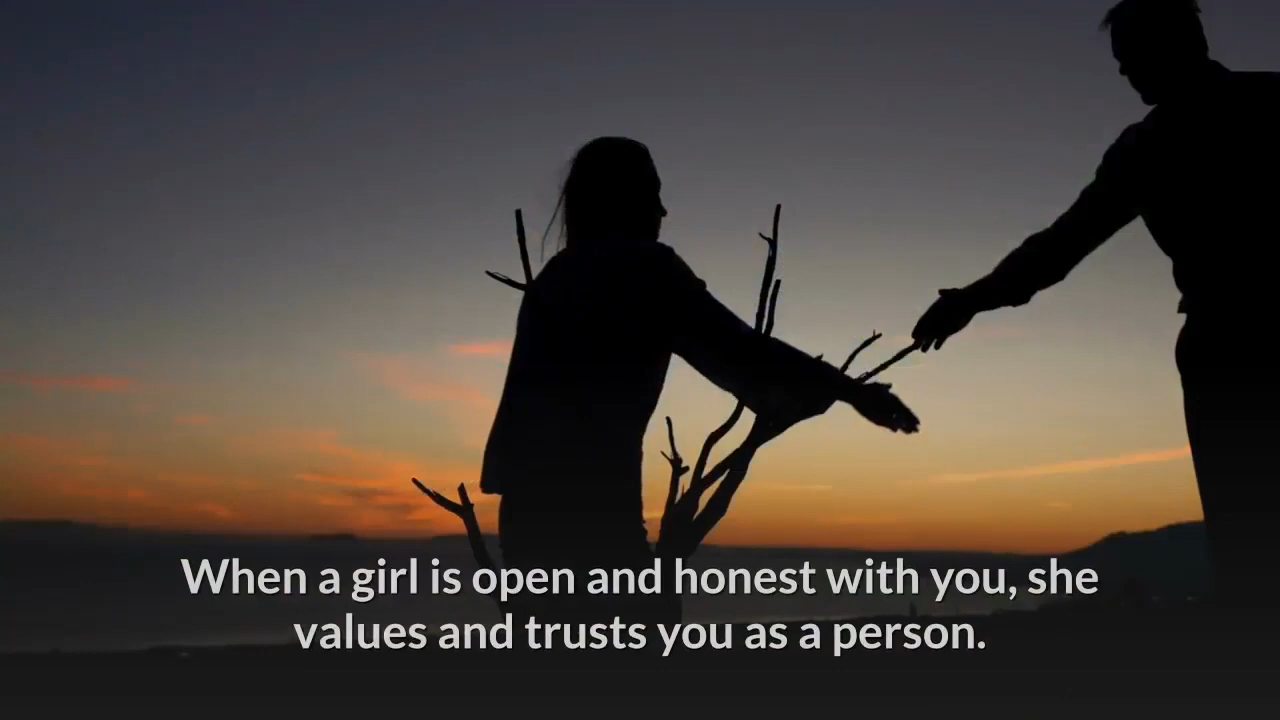 When a girl is open and honest with you, she
values and trusts you as a person.